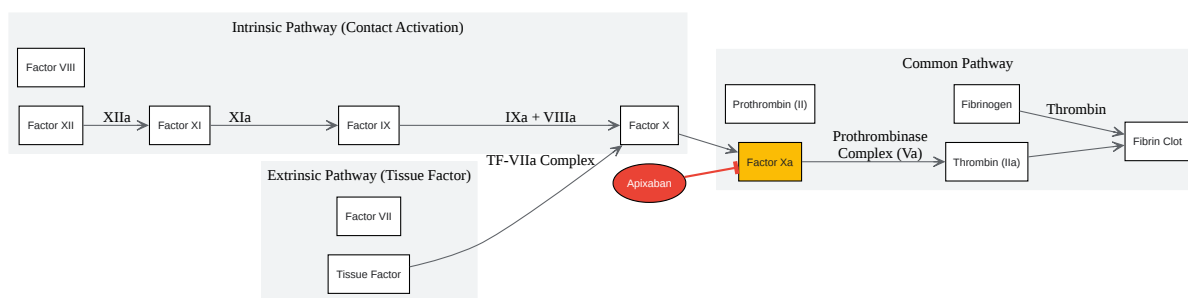 Intrinsic Pathway (Contact Activation)
Factor VIII
Factor XII
XIIa
Factor XI
XIa
Factor IX
IXa + VIIIa
Factor X
TF-VIIa Complex
Extrinsic Pathway (Tissue Factor)
Factor VII
Tissue Factor
Apixaban
Common Pathway
Prothrombin (II)
Factor Xa
Prothrombinase
Complex (Va)
Fibrinogen
Thrombin
Thrombin (IIa)
Fibrin Clot